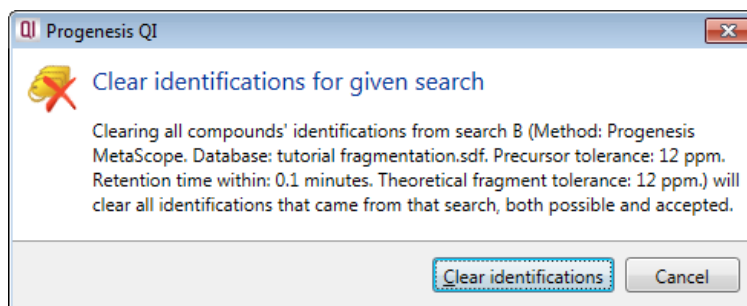 QI Progenesis QI
Clear identifications for given search
Clearing all compounds' identifications from search B (Method: Progenesis
MetaScope. Database: tutorial fragmentation.sdf. Precursor tolerance: 12 ppm.
Retention time within: 0.1 minutes. Theoretical fragment tolerance: 12 ppm.) will
clear all identifications that came from that search, both possible and accepted.
Clear identifications Cancel